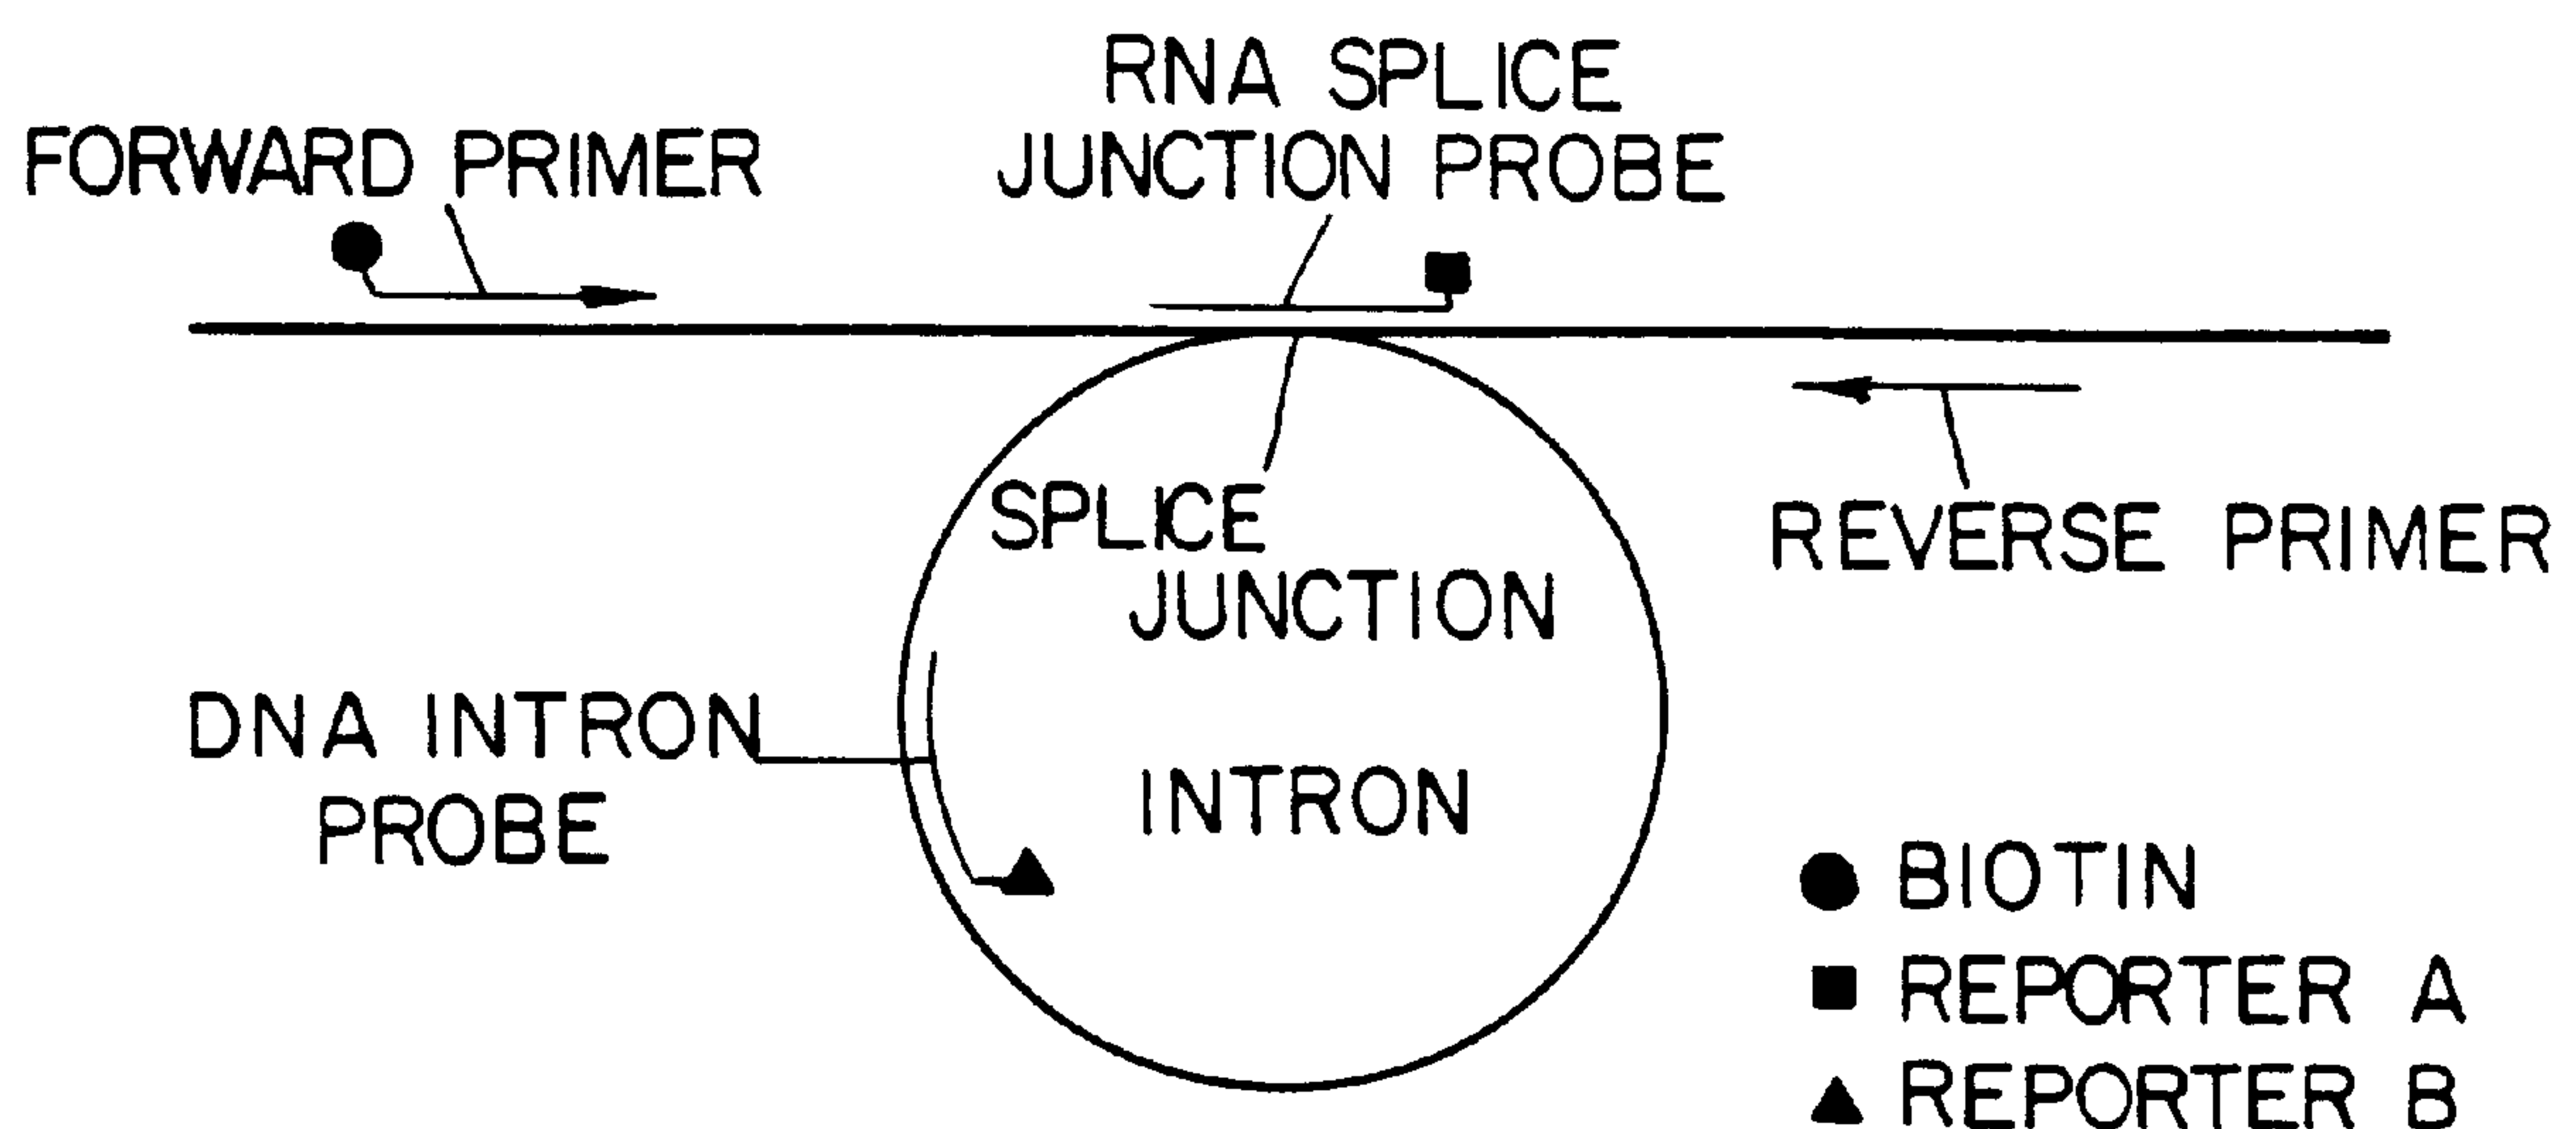 RNA SPLICE
JUNCTION PROBE
FORWARD PRIMER
SPLICE
JUNCTION
REVERSE PRIMER
DNA INTRON
PROBE
INTRON
BIOTIN
REPORTER A
REPORTER B